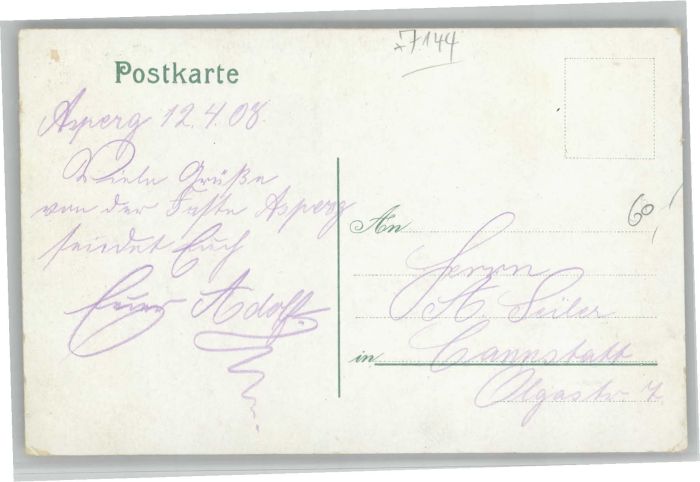 *7144
Postkarte
Asperg 12.4.08.
Viele Grüße
von der Feste Asperg
sendet Euch
Euer Adolf.
60,-
An
Herrn
A. Seiler
in Cannstatt
Olgastr. 7.